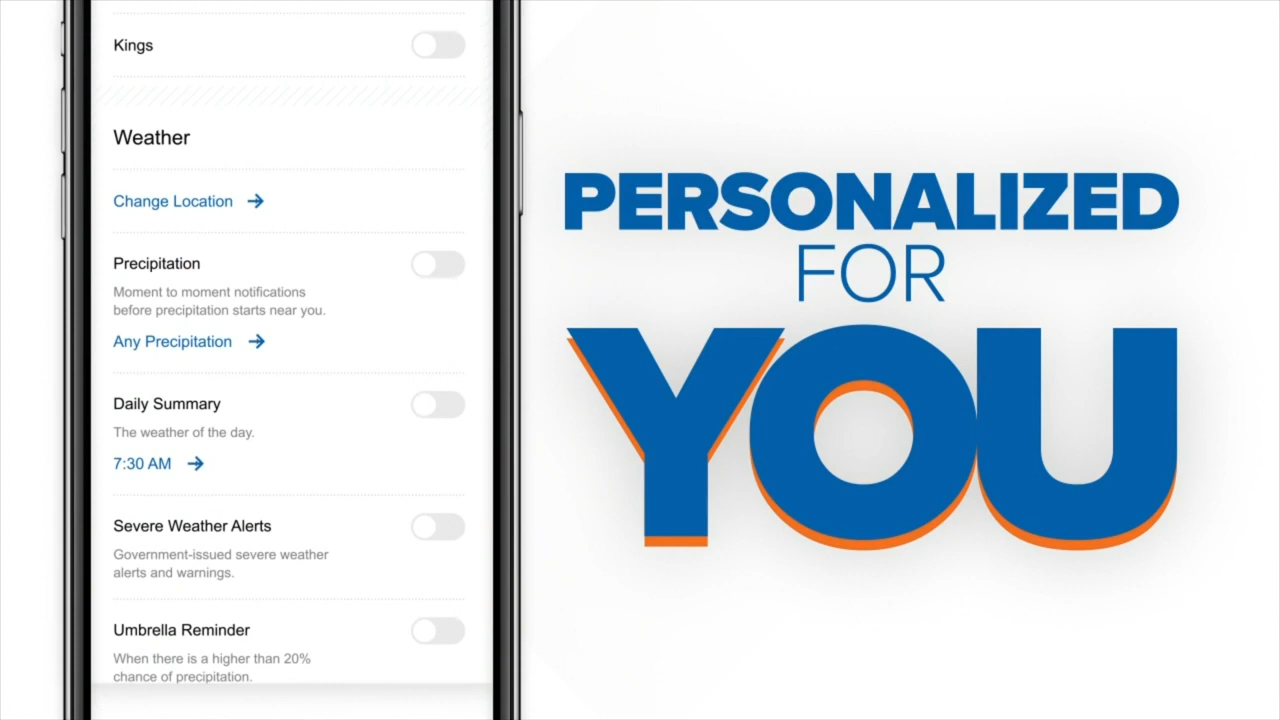 Kings
Weather
Change Location
Precipitation
Moment to moment notifications
before precipitation starts near you.
Any Precipitation
Daily Summary
The weather of the day.
7:30 AM
Severe Weather Alerts
Government-issued severe weather
alerts and warnings.
Umbrella Reminder
When there is a higher than 20%
chance of precipitation.
PERSONALIZED
FOR
YOU